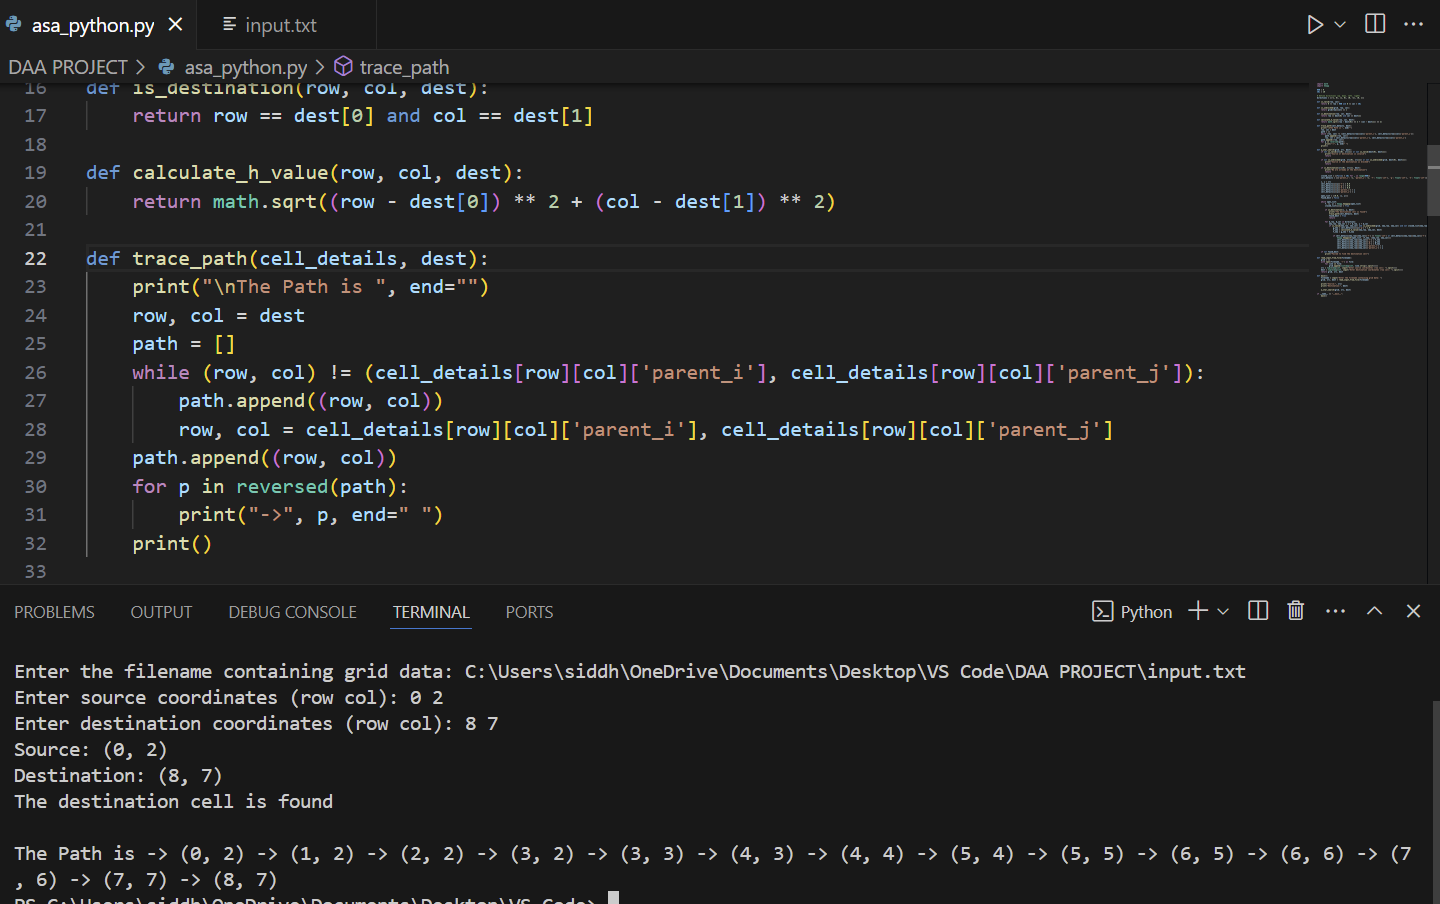 asa_python.py
input.txt
DAA PROJECT > asa_python.py > trace_path
16 def is_destination(row, col, dest):
17     return row == dest[0] and col == dest[1]
18
19 def calculate_h_value(row, col, dest):
20     return math.sqrt((row - dest[0]) ** 2 + (col - dest[1]) ** 2)
21
22 def trace_path(cell_details, dest):
23     print("\nThe Path is ", end="")
24     row, col = dest
25     path = []
26     while (row, col) != (cell_details[row][col]['parent_i'], cell_details[row][col]['parent_j']):
27         path.append((row, col))
28         row, col = cell_details[row][col]['parent_i'], cell_details[row][col]['parent_j']
29     path.append((row, col))
30     for p in reversed(path):
31         print("->", p, end=" ")
32     print()
33
PROBLEMS OUTPUT DEBUG CONSOLE TERMINAL PORTS Python
Enter the filename containing grid data: C:\Users\siddh\OneDrive\Documents\Desktop\VS Code\DAA PROJECT\input.txt
Enter source coordinates (row col): 0 2
Enter destination coordinates (row col): 8 7
Source: (0, 2)
Destination: (8, 7)
The destination cell is found
The Path is -> (0, 2) -> (1, 2) -> (2, 2) -> (3, 2) -> (3, 3) -> (4, 3) -> (4, 4) -> (5, 4) -> (5, 5) -> (6, 5) -> (6, 6) -> (7
, 6) -> (7, 7) -> (8, 7)
PS C:\Users\siddh\OneDrive\Documents\Desktop\VS Code>